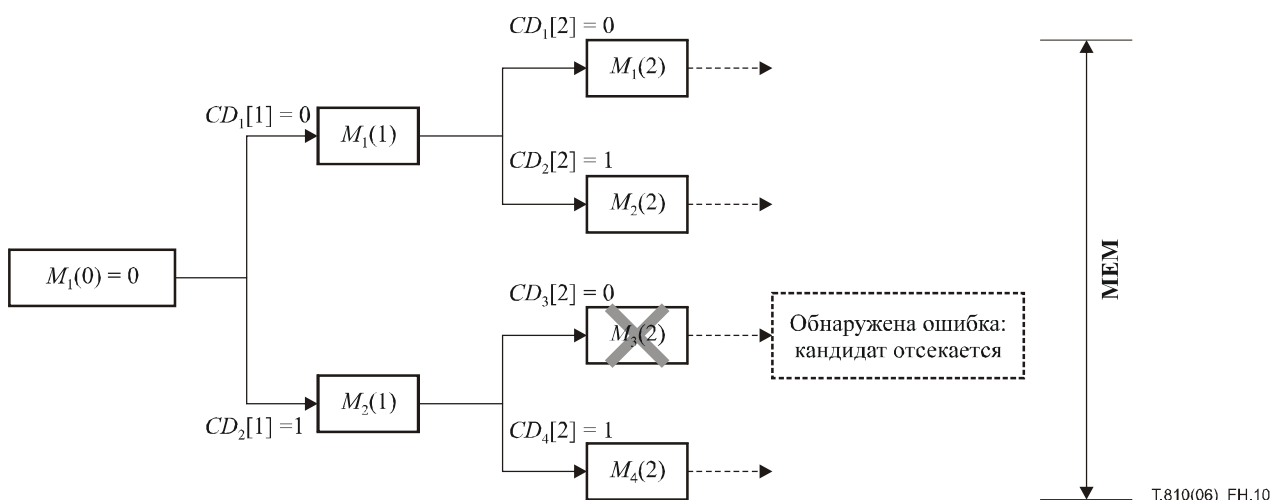 CD₁[2] = 0
M₁(2)
CD₁[1] = 0
M₁(1)
CD₂[2] = 1
M₂(2)
M₁(0) = 0
MEM
CD₃[2] = 0
M₃(2)
Обнаружена ошибка:
кандидат отсекается
M₂(1)
CD₂[1] =1
CD₄[2] = 1
M₄(2)
T.810(06)_FH.10